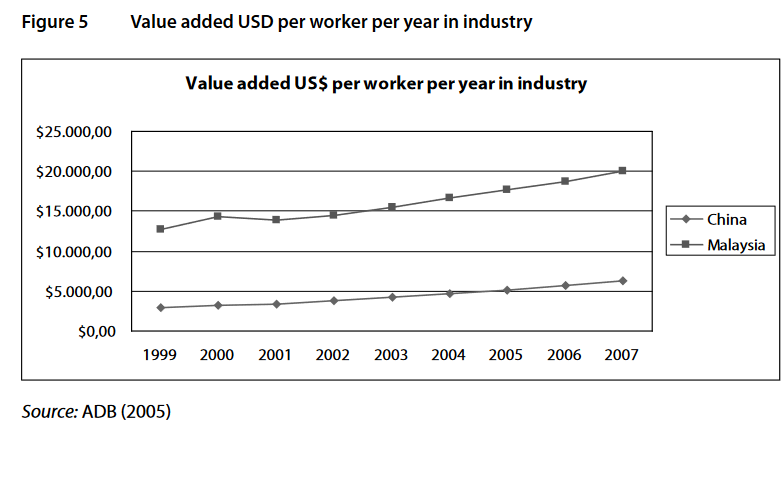 Figure 5 Value added USD per worker per year in industry
Value added US$ per worker per year in industry
$25.000,00
$20.000,00
$15.000,00
$10.000,00
$5.000,00
$0,00
1999 2000 2001 2002 2003 2004 2005 2006 2007
China
Malaysia
Source: ADB (2005)